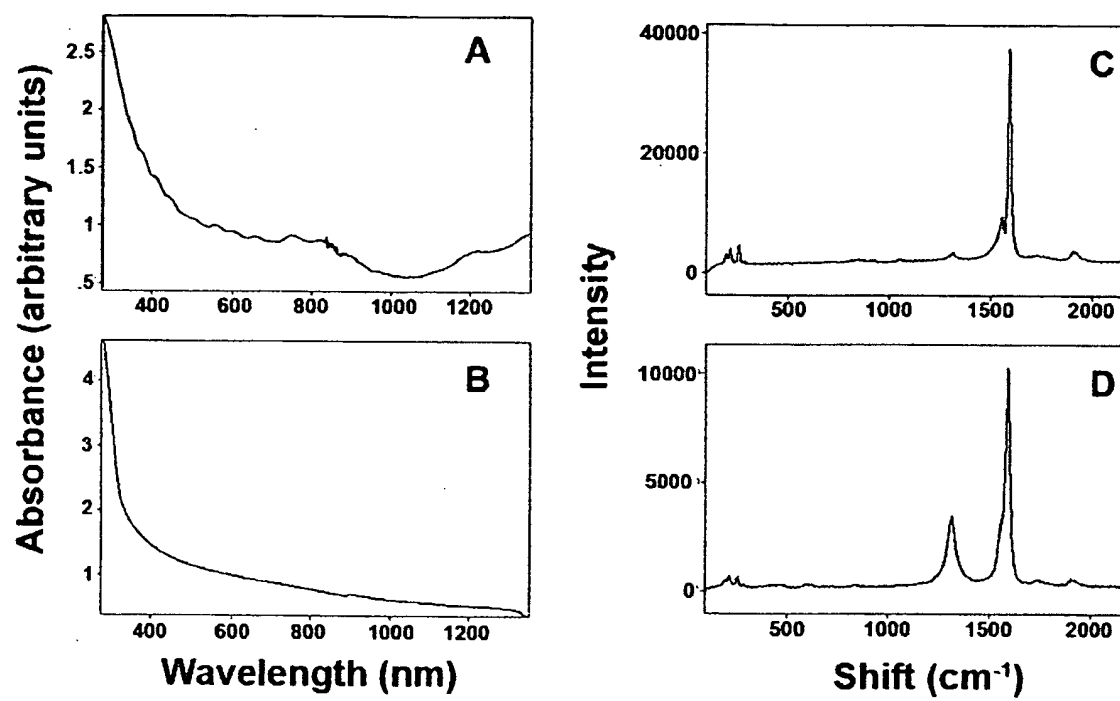 Absorbance (arbitrary units)
A
2.5
2
1.5
1
.5
400 600 800 1000 1200
B
4
3
2
1
400 600 800 1000 1200
Wavelength (nm)
Intensity
C
40000
20000
0
500 1000 1500 2000
D
10000
5000
0
500 1000 1500 2000
Shift (cm⁻¹)